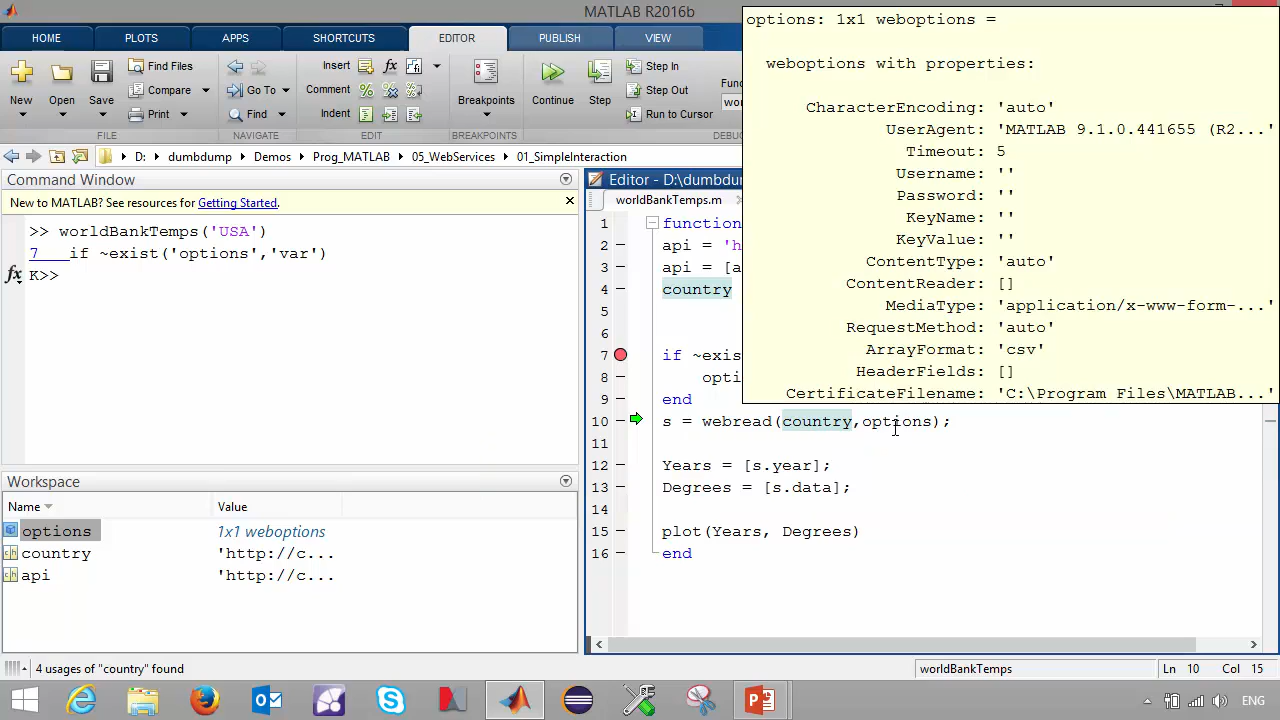 MATLAB R2016b
HOME PLOTS APPS SHORTCUTS EDITOR PUBLISH VIEW
New Open Save Find Files Compare Print
Insert Comment Indent fx
Go To Find
Breakpoints
Continue Step Step In Step Out Run to Cursor
FILE EDIT BREAKPOINTS
D: dumbdump Demos Prog_MATLAB 05_WebServices 01_SimpleInteraction
Command Window
New to MATLAB? See resources for Getting Started.
>> worldBankTemps('USA')
7 if ~exist('options','var')
fx K>>
Workspace
Name Value
options 1x1 weboptions
country 'http://c...
api 'http://c...
options: 1x1 weboptions =
weboptions with properties:
CharacterEncoding: 'auto'
UserAgent: 'MATLAB 9.1.0.441655 (R2...'
Timeout: 5
Username: ''
Password: ''
KeyName: ''
KeyValue: ''
ContentType: 'auto'
ContentReader: []
MediaType: 'application/x-www-form-...'
RequestMethod: 'auto'
ArrayFormat: 'csv'
HeaderFields: []
CertificateFilename: 'C:\Program Files\MATLAB...'
Editor - D:\dumbdum
worldBankTemps.m
1 function
2 api = 'h
3 api = [a
4 country
5
6
7 if ~exis
8 opti
9 end
10 s = webread(country,options);
11
12 Years = [s.year];
13 Degrees = [s.data];
14
15 plot(Years, Degrees)
16 end
4 usages of "country" found
worldBankTemps
Ln 10 Col 15
ENG